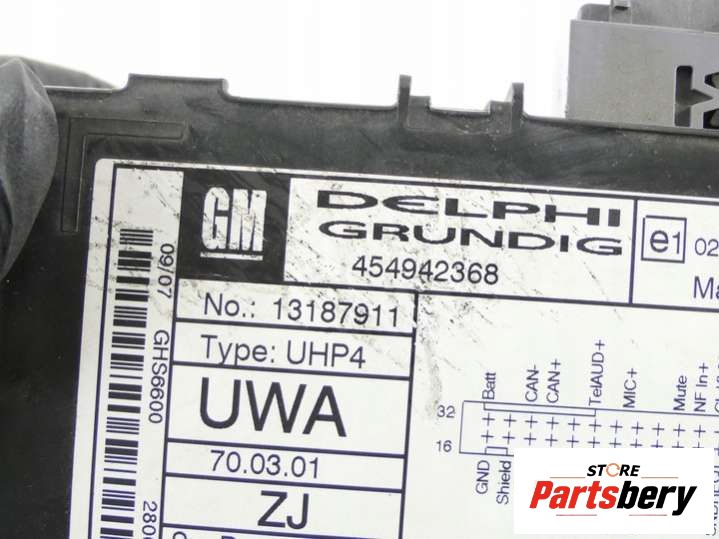 GM
DELPHI
GRUNDIG
454942368
e1
02
Ma
No.: 13187911
Type: UHP4
UWA
70.03.01
ZJ
09/07
GHS6600
280
32
16
Batt
CAN-
CAN+
TelAUD+
MIC+
Mute
NF In+
GND
Shield
STORE
Partsbery